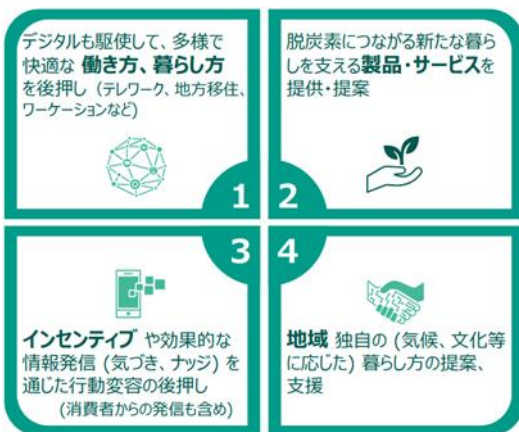 デジタルも駆使して、多様で
快適な 働き方、暮らし方
を後押し（テレワーク、地方移住、
ワーケーションなど)
1
脱炭素につながる新たな暮ら
しを支える製品・サービスを
提供・提案
2
3
インセンティブ や効果的な
情報発信 (気づき、ナッジ) を
通じた行動変容の後押し
(消費者からの発信も含め)
4
地域 独自の (気候、文化等
に応じた) 暮らし方の提案、
支援